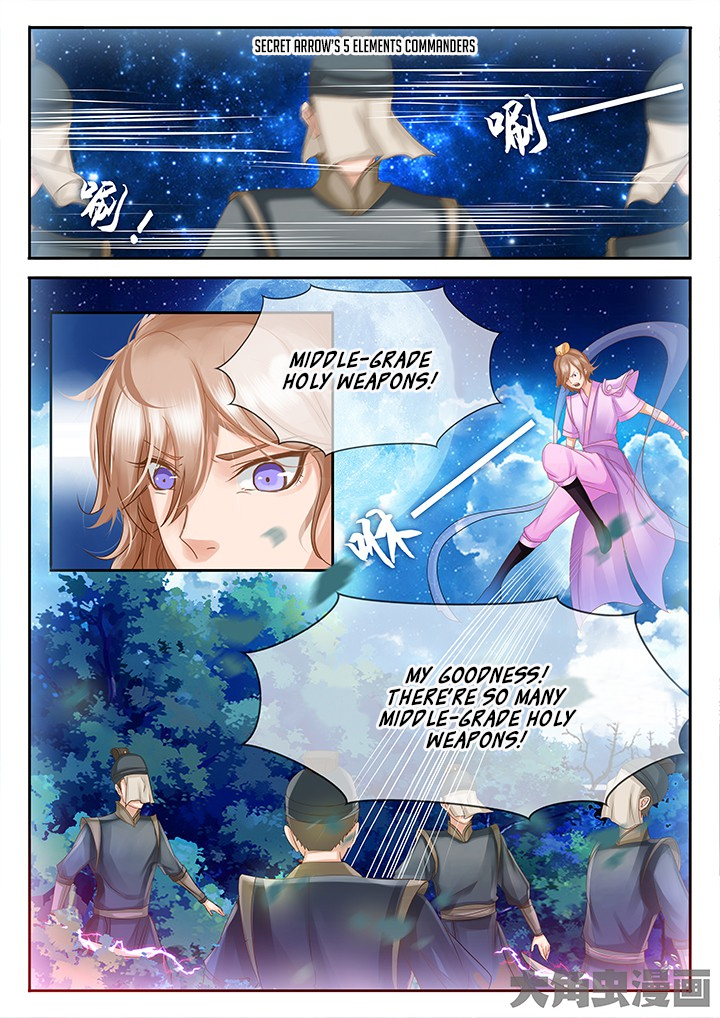 SECRET ARROW'S 5 ELEMENTS COMMANDERS
唰
唰!
MIDDLE-GRADE
HOLY WEAPONS!
咻
MY GOODNESS!
THERE'RE SO MANY
MIDDLE-GRADE HOLY
WEAPONS!
大角虫漫画